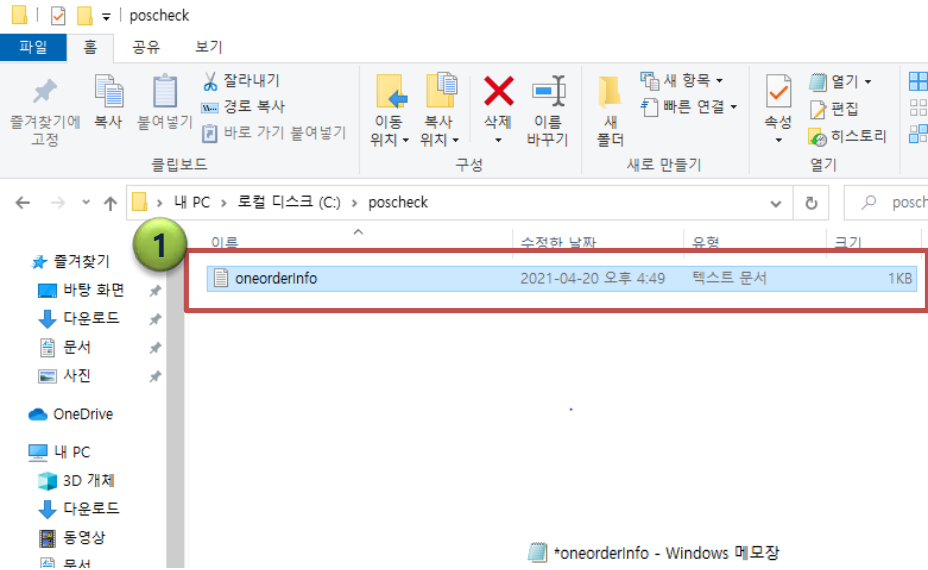 poscheck
파일 홈 공유 보기
즐겨찾기에 고정
복사
붙여넣기
잘라내기
경로 복사
바로 가기 붙여넣기
클립보드
이동 위치
복사 위치
삭제
이름 바꾸기
구성
새 폴더
새 항목
빠른 연결
새로 만들기
속성
열기
편집
히스토리
열기
내 PC > 로컬 디스크 (C:) > poscheck
posch
1
이름 수정한 날짜 유형 크기
oneorderInfo 2021-04-20 오후 4:49 텍스트 문서 1KB
즐겨찾기
바탕 화면
다운로드
문서
사진
OneDrive
내 PC
3D 개체
다운로드
동영상
문서
*oneorderInfo - Windows 메모장